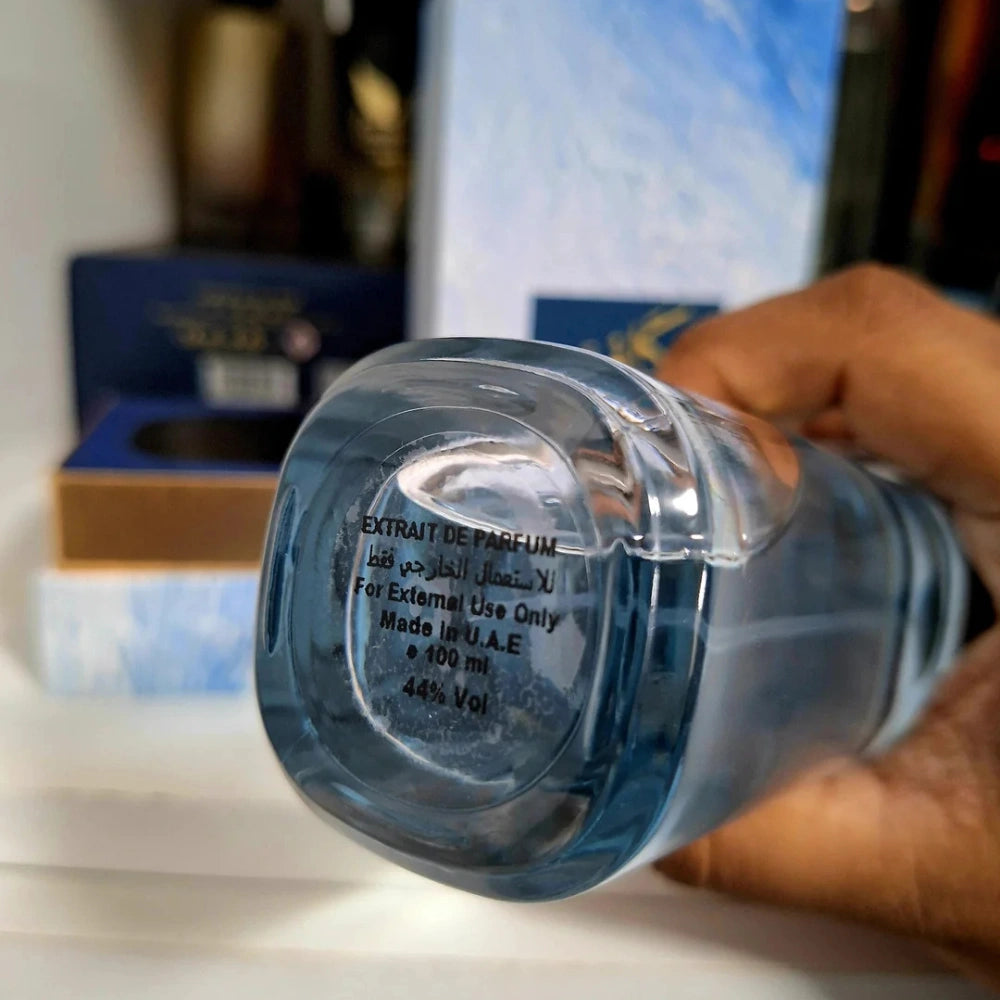 EXTRAIT DE PARFUM
للاستعمال الخارجي فقط
For External Use Only
Made in U.A.E
e 100 ml
44% Vol